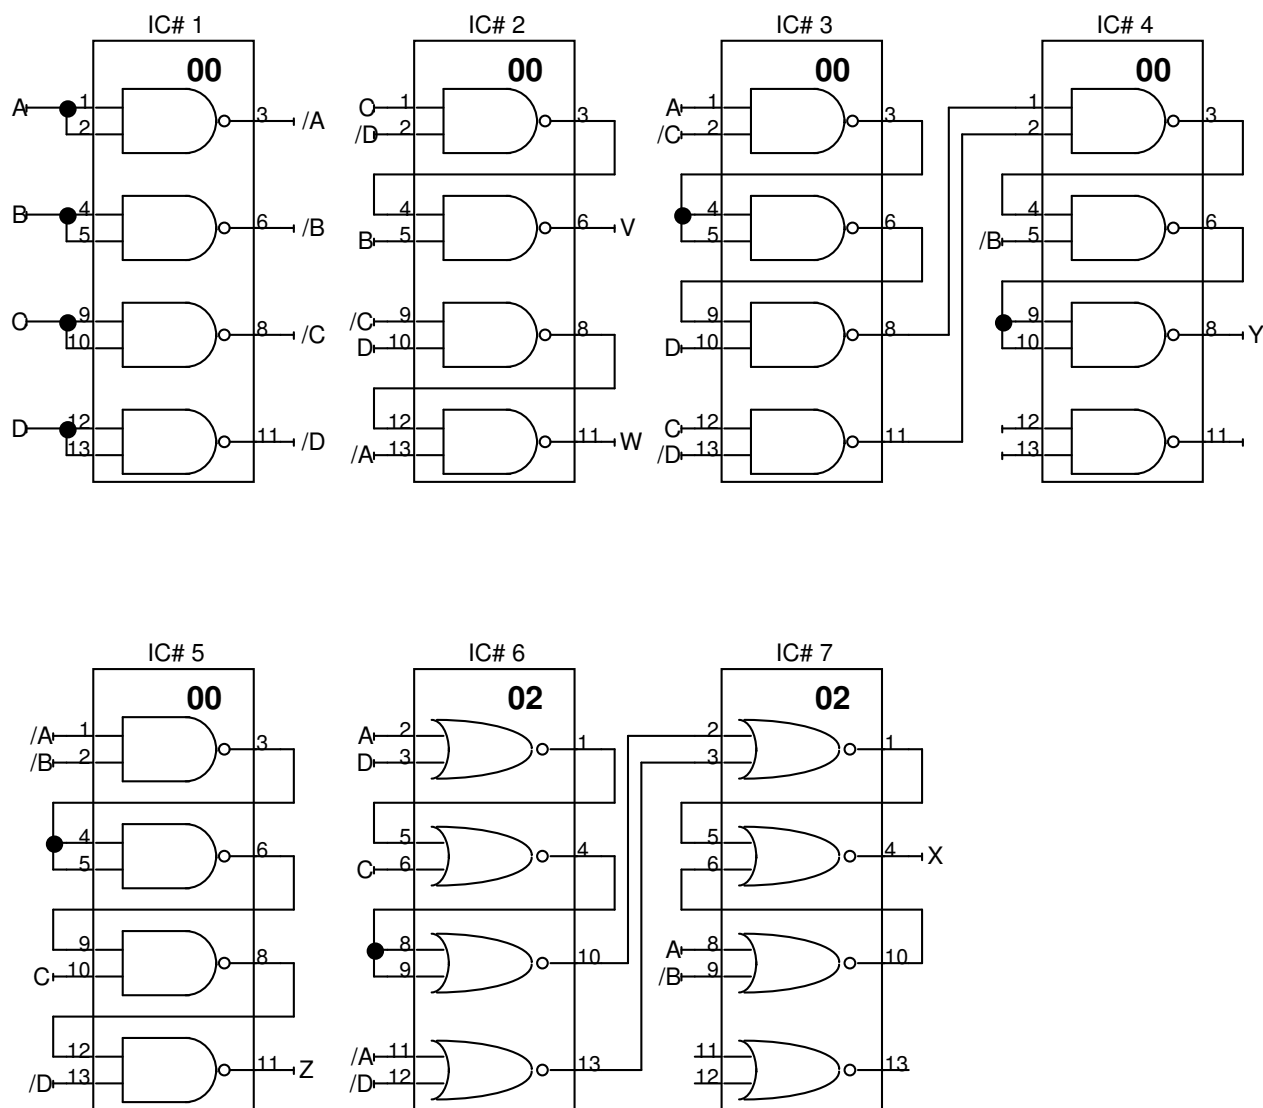 IC# 1
00
A 1 2 3 /A
B 4 5 6 /B
C 9 10 8 /C
D 12 13 11 /D
IC# 2
00
C 1 3
/D 2
4 6 V
B 5
/C 9 8
D 10
12 11 W
/A 13
IC# 3
00
A 1 3
/C 2
4 6
5
9 8
D 10
C 12 11
/D 13
IC# 4
00
1 3
2
4 6
/B 5
9 8 Y
10
12 11
13
IC# 5
00
/A 1 3
/B 2
4 6
5
9 8
C 10
12 11 Z
/D 13
IC# 6
02
A 2 1
D 3
5 4
C 6
8 10
9
/A 11 13
/D 12
IC# 7
02
2 1
3
5 4 X
6
A 8 10
/B 9
11 13
12